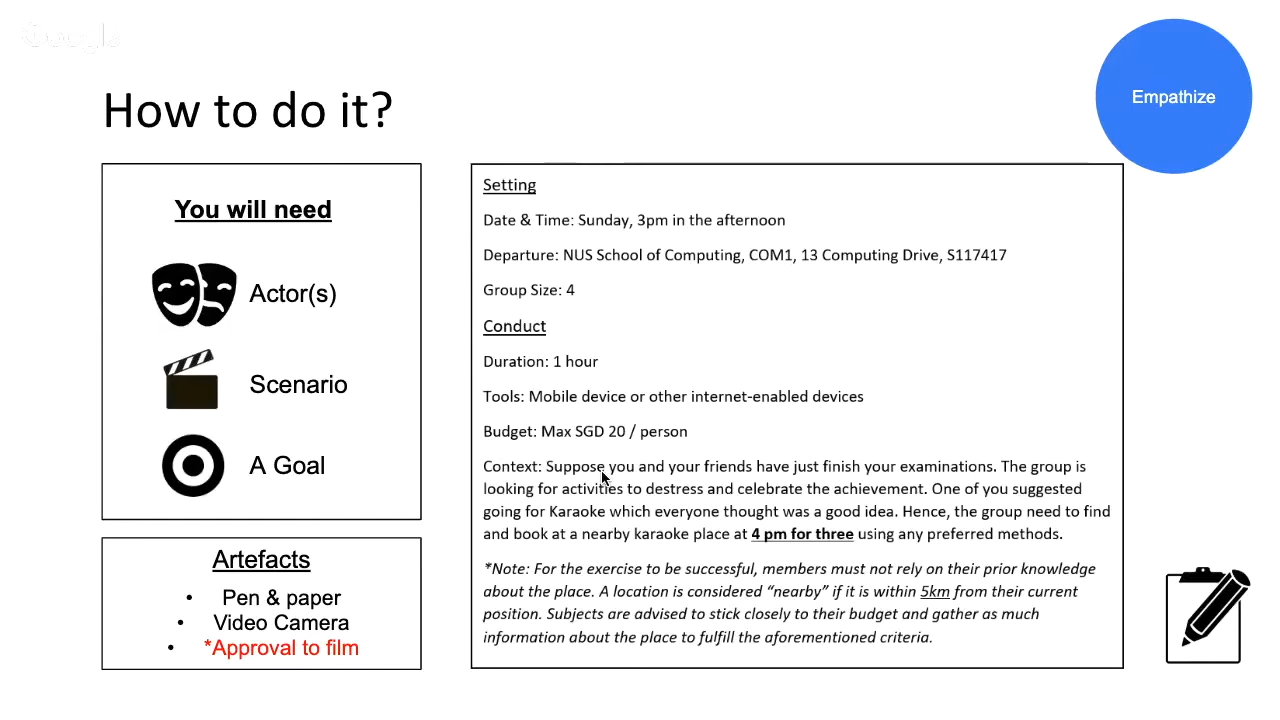 Google
How to do it?
Empathize
You will need
Actor(s)
Scenario
A Goal
Artefacts
• Pen & paper
• Video Camera
• *Approval to film
Setting
Date & Time: Sunday, 3pm in the afternoon
Departure: NUS School of Computing, COM1, 13 Computing Drive, S117417
Group Size: 4
Conduct
Duration: 1 hour
Tools: Mobile device or other internet-enabled devices
Budget: Max SGD 20 / person
Context: Suppose you and your friends have just finish your examinations. The group is
looking for activities to destress and celebrate the achievement. One of you suggested
going for Karaoke which everyone thought was a good idea. Hence, the group need to find
and book at a nearby karaoke place at 4 pm for three using any preferred methods.
*Note: For the exercise to be successful, members must not rely on their prior knowledge
about the place. A location is considered “nearby” if it is within 5km from their current
position. Subjects are advised to stick closely to their budget and gather as much
information about the place to fulfill the aforementioned criteria.